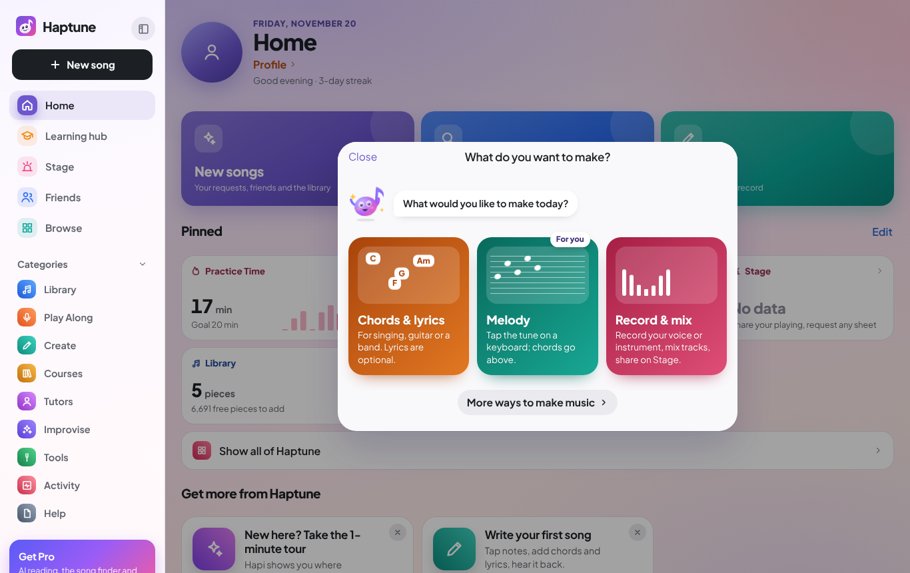 Haptune
New song
Home
Learning hub
Stage
Friends
Browse
Categories
Library
Play Along
Create
Courses
Tutors
Improvise
Tools
Activity
Help
Get Pro
AI reading, the song finder and
FRIDAY, NOVEMBER 20
Home
Profile
Good evening · 3-day streak
New songs
Your requests, friends and the library
record
Pinned
Edit
Practice Time
17 min
Goal 20 min
Stage
No data
hare your playing, request any sheet
Library
5 pieces
6,691 free pieces to add
Show all of Haptune
Get more from Haptune
New here? Take the 1-
minute tour
Hapi shows you where
Write your first song
Tap notes, add chords and
lyrics, hear it back.
Close
What do you want to make?
What would you like to make today?
C
Am
G
F
Chords & lyrics
For singing, guitar or a
band. Lyrics are
optional.
For you
Melody
Tap the tune on a
keyboard; chords go
above.
Record & mix
Record your voice or
instrument, mix tracks,
share on Stage.
More ways to make music